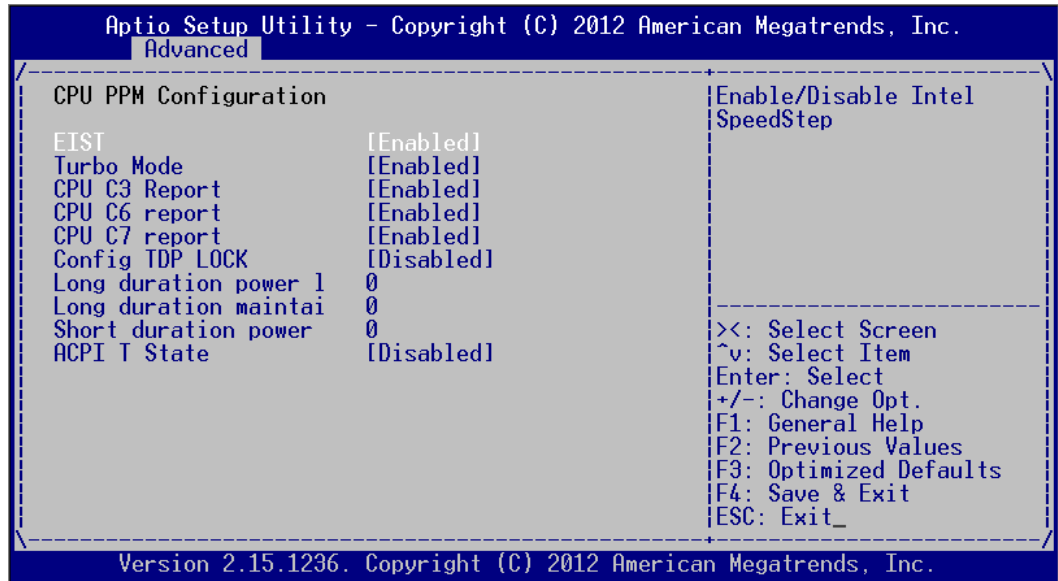 Aptio Setup Utility – Copyright (C) 2012 American Megatrends, Inc.
Advanced
CPU PPM Configuration
EIST [Enabled]
Turbo Mode [Enabled]
CPU C3 Report [Enabled]
CPU C6 report [Enabled]
CPU C7 report [Enabled]
Config TDP LOCK [Disabled]
Long duration power l 0
Long duration maintai 0
Short duration power 0
ACPI T State [Disabled]
Enable/Disable Intel
SpeedStep
><: Select Screen
^v: Select Item
Enter: Select
+/-: Change Opt.
F1: General Help
F2: Previous Values
F3: Optimized Defaults
F4: Save & Exit
ESC: Exit_
Version 2.15.1236. Copyright (C) 2012 American Megatrends, Inc.